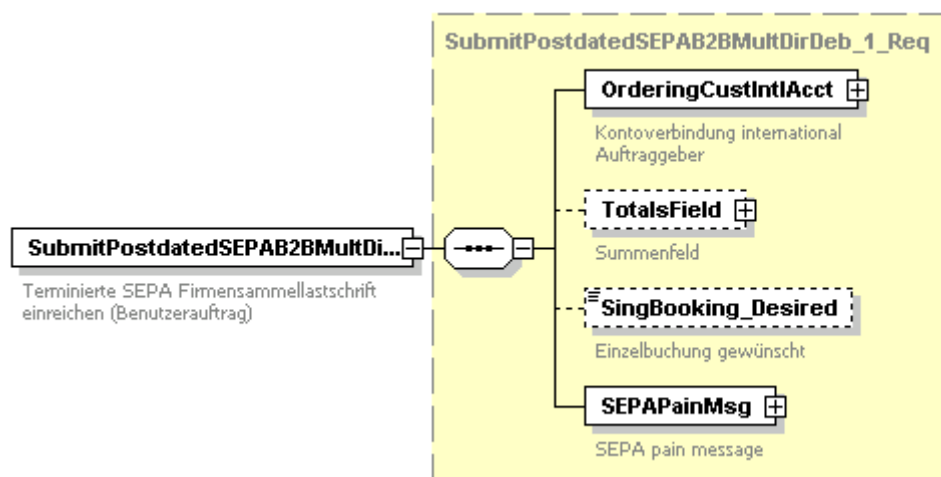 SubmitPostdatedSEPAB2BMultDirDeb_1_Req
OrderingCustIntlAcct
Kontoverbindung international
Auftraggeber
TotalsField
Summenfeld
SubmitPostdatedSEPAB2BMultDi...
Terminierte SEPA Firmensammellastschrift
einreichen (Benutzerauftrag)
SingBooking_Desired
Einzelbuchung gewünscht
SEPAPainMsg
SEPA pain message